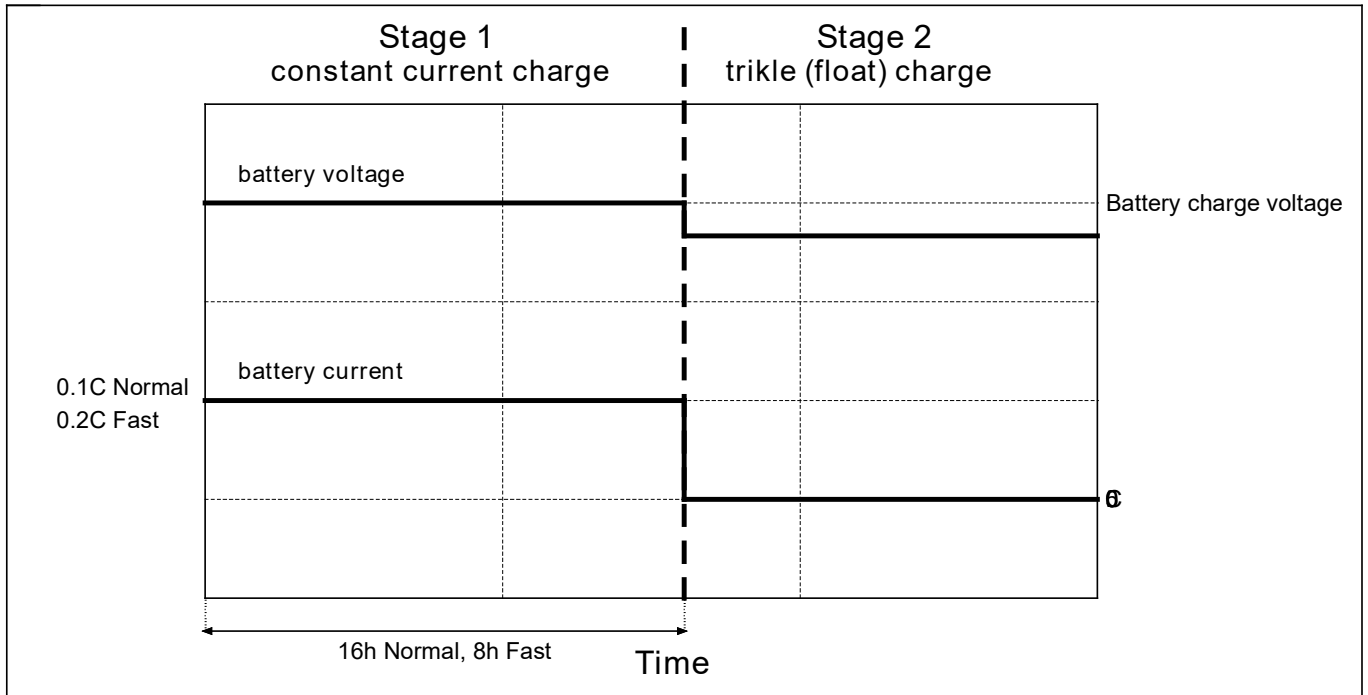 Stage 1
constant current charge
Stage 2
trikle (float) charge
battery voltage
Battery charge voltage
battery current
0.1C Normal
0.2C Fast
16h Normal, 8h Fast
Time